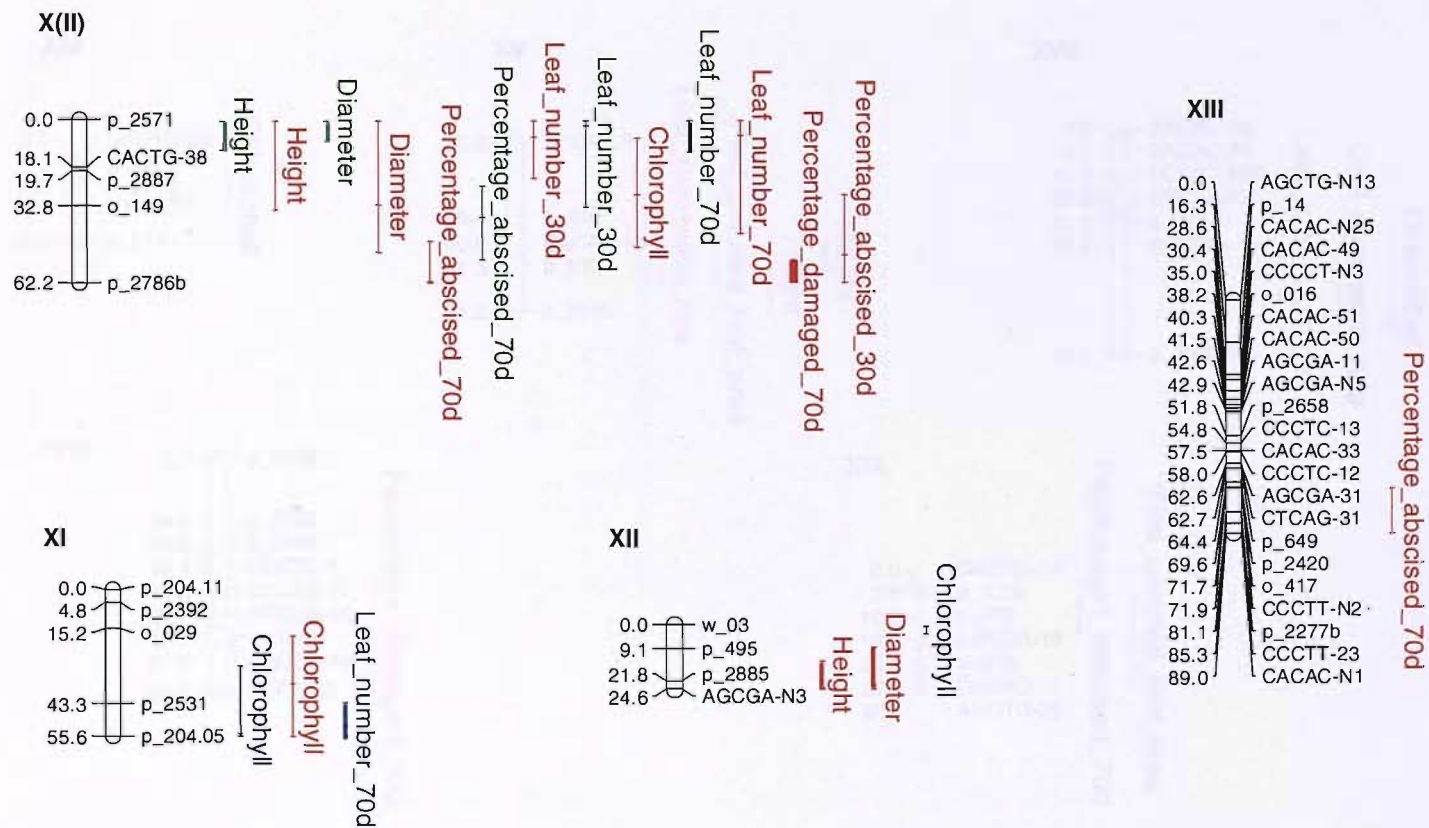 X(II)
0.0 p_2571
18.1 CACTG-38
19.7 p_2887
32.8 o_149
62.2 p_2786b
Height
Height
Diameter
Diameter
Percentage_abscised_70d
Percentage_abscised_70d
Leaf_number_30d
Leaf_number_30d
Chlorophyll
Leaf_number_70d
Leaf_number_70d
Percentage_damaged_70d
Percentage_abscised_30d
XIII
0.0 AGCTG-N13
16.3 p_14
28.6 CACAC-N25
30.4 CACAC-49
35.0 CCCCT-N3
38.2 o_016
40.3 CACAC-51
41.5 CACAC-50
42.6 AGCGA-11
42.9 AGCGA-N5
51.8 p_2658
54.8 CCCTC-13
57.5 CACAC-33
58.0 CCCTC-12
62.6 AGCGA-31
62.7 CTCAG-31
64.4 p_649
69.6 p_2420
71.7 o_417
71.9 CCCTT-N2
81.1 p_2277b
85.3 CCCTT-23
89.0 CACAC-N1
Percentage_abscised_70d
XI
0.0 p_204.11
4.8 p_2392
15.2 o_029
43.3 p_2531
55.6 p_204.05
Chlorophyll
Chlorophyll
Leaf_number_70d
XII
0.0 w_03
9.1 p_495
21.8 p_2885
24.6 AGCGA-N3
Height
Diameter
Chlorophyll